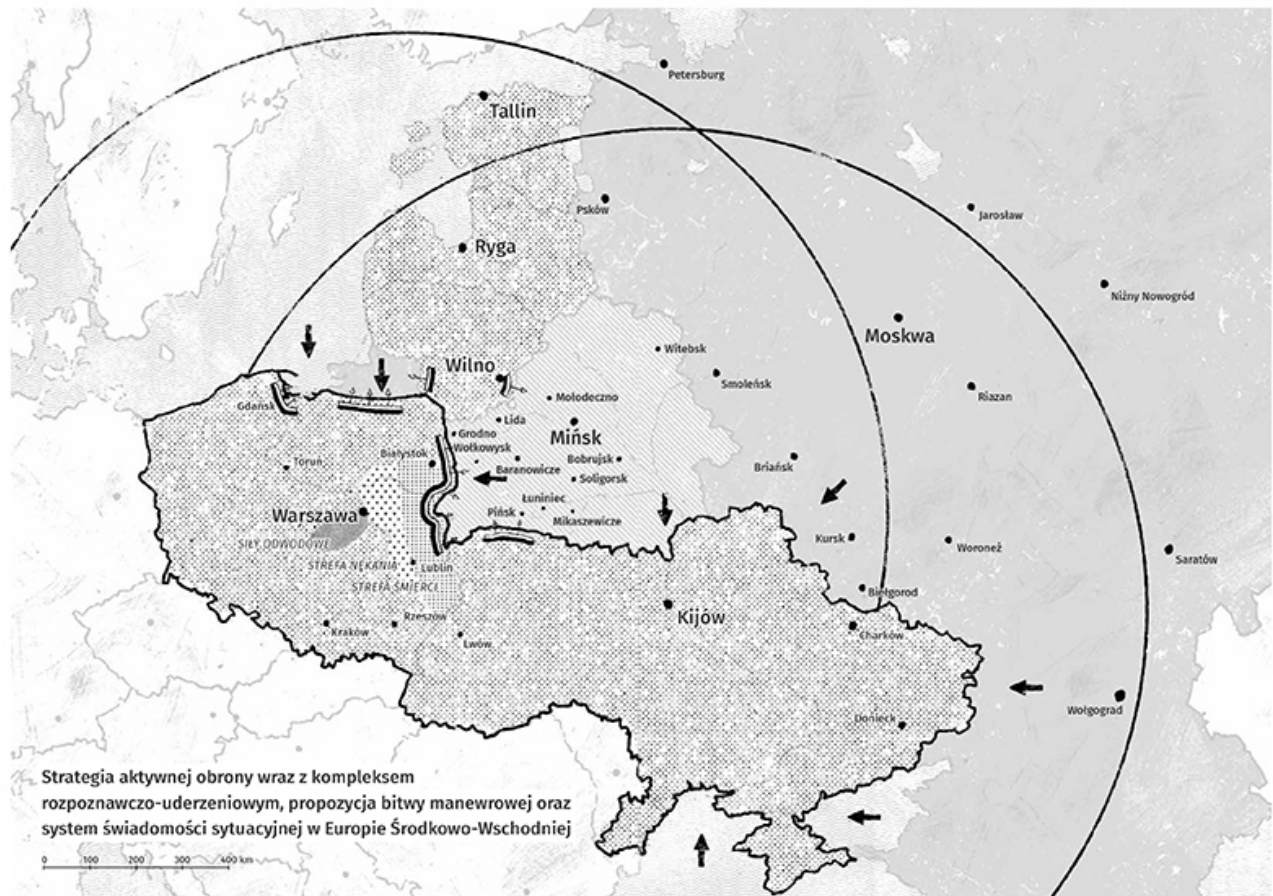 Petersburg
Tallin
Psków
Jarosław
Ryga
Niżny Nowogród
Moskwa
Witebsk
Wilno
Smoleńsk
Riazan
Mołodeczno
Gdańsk
Lida
Grodno
Mińsk
Wołkowysk
Białystok
Toruń
Baranowicze
Bobrujsk
Briańsk
Soligorsk
Łuniniec
Pińsk
Mikaszewicze
Warszawa
Kursk
Woroneż
SIŁY ODWODOWE
Saratów
STREFA NĘKANIA
Lublin
STREFA ŚMIERCI
Biełgorod
Kijów
Rzeszów
Kraków
Lwów
Charków
Wołgograd
Donieck
Strategia aktywnej obrony wraz z kompleksem
rozpoznawczo-uderzeniowym, propozycja bitwy manewrowej oraz
system świadomości sytuacyjnej w Europie Środkowo-Wschodniej
0 100 200 300 400 km